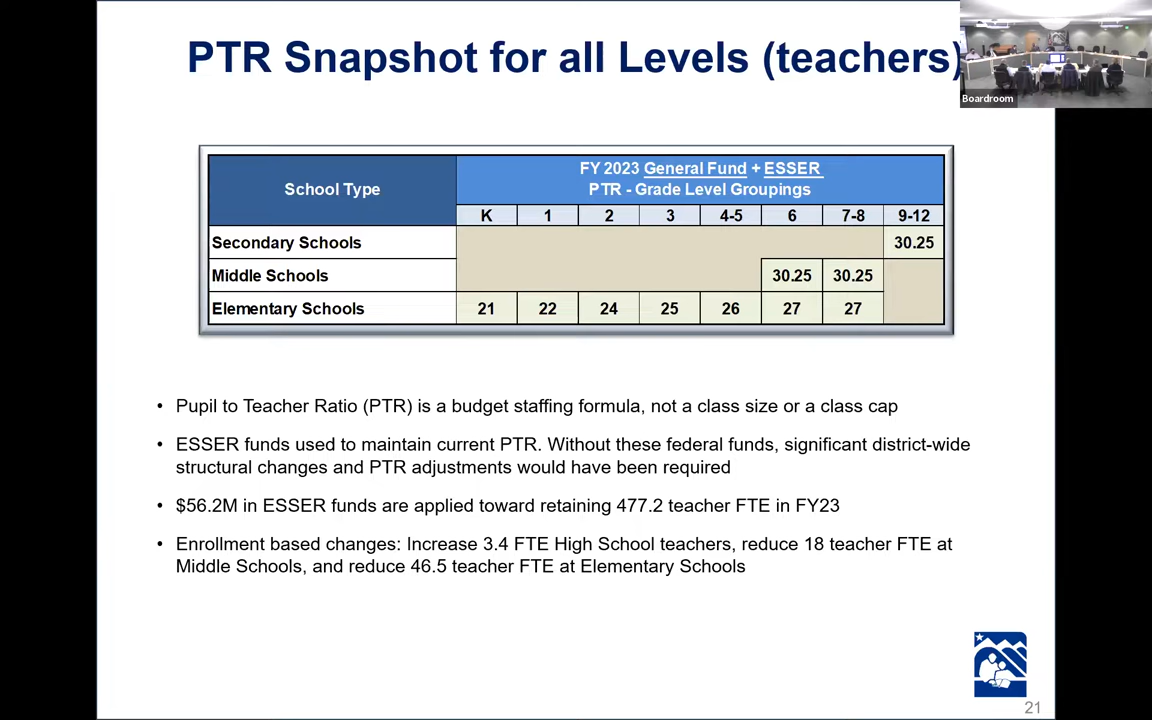 PTR Snapshot for all Levels (teachers)
Boardroom
School Type
FY 2023 General Fund + ESSER
PTR - Grade Level Groupings
K 1 2 3 4-5 6 7-8 9-12
Secondary Schools 30.25
Middle Schools 30.25 30.25
Elementary Schools 21 22 24 25 26 27 27
• Pupil to Teacher Ratio (PTR) is a budget staffing formula, not a class size or a class cap
• ESSER funds used to maintain current PTR. Without these federal funds, significant district-wide
structural changes and PTR adjustments would have been required
• $56.2M in ESSER funds are applied toward retaining 477.2 teacher FTE in FY23
• Enrollment based changes: Increase 3.4 FTE High School teachers, reduce 18 teacher FTE at
Middle Schools, and reduce 46.5 teacher FTE at Elementary Schools
21